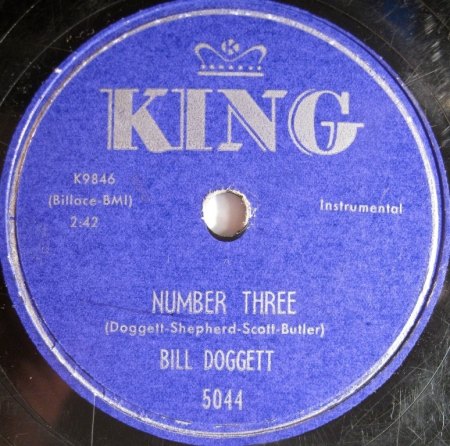 K
KING
K9846
(Billace-BMI)
2:42
Instrumental
NUMBER THREE
(Doggett-Shepherd-Scott-Butler)
BILL DOGGETT
5044